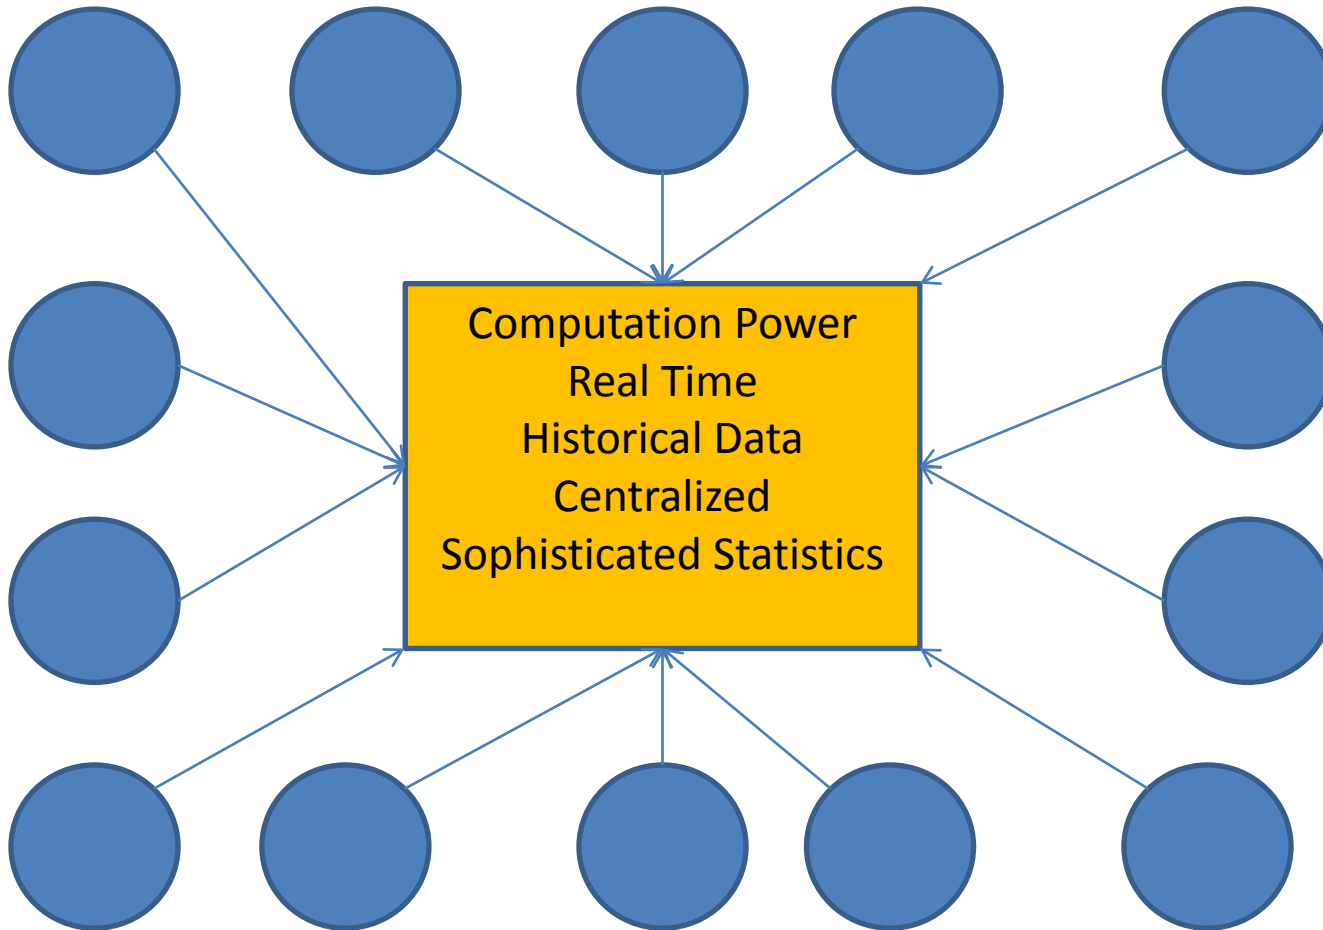 Computation Power
Real Time
Historical Data
Centralized
Sophisticated Statistics